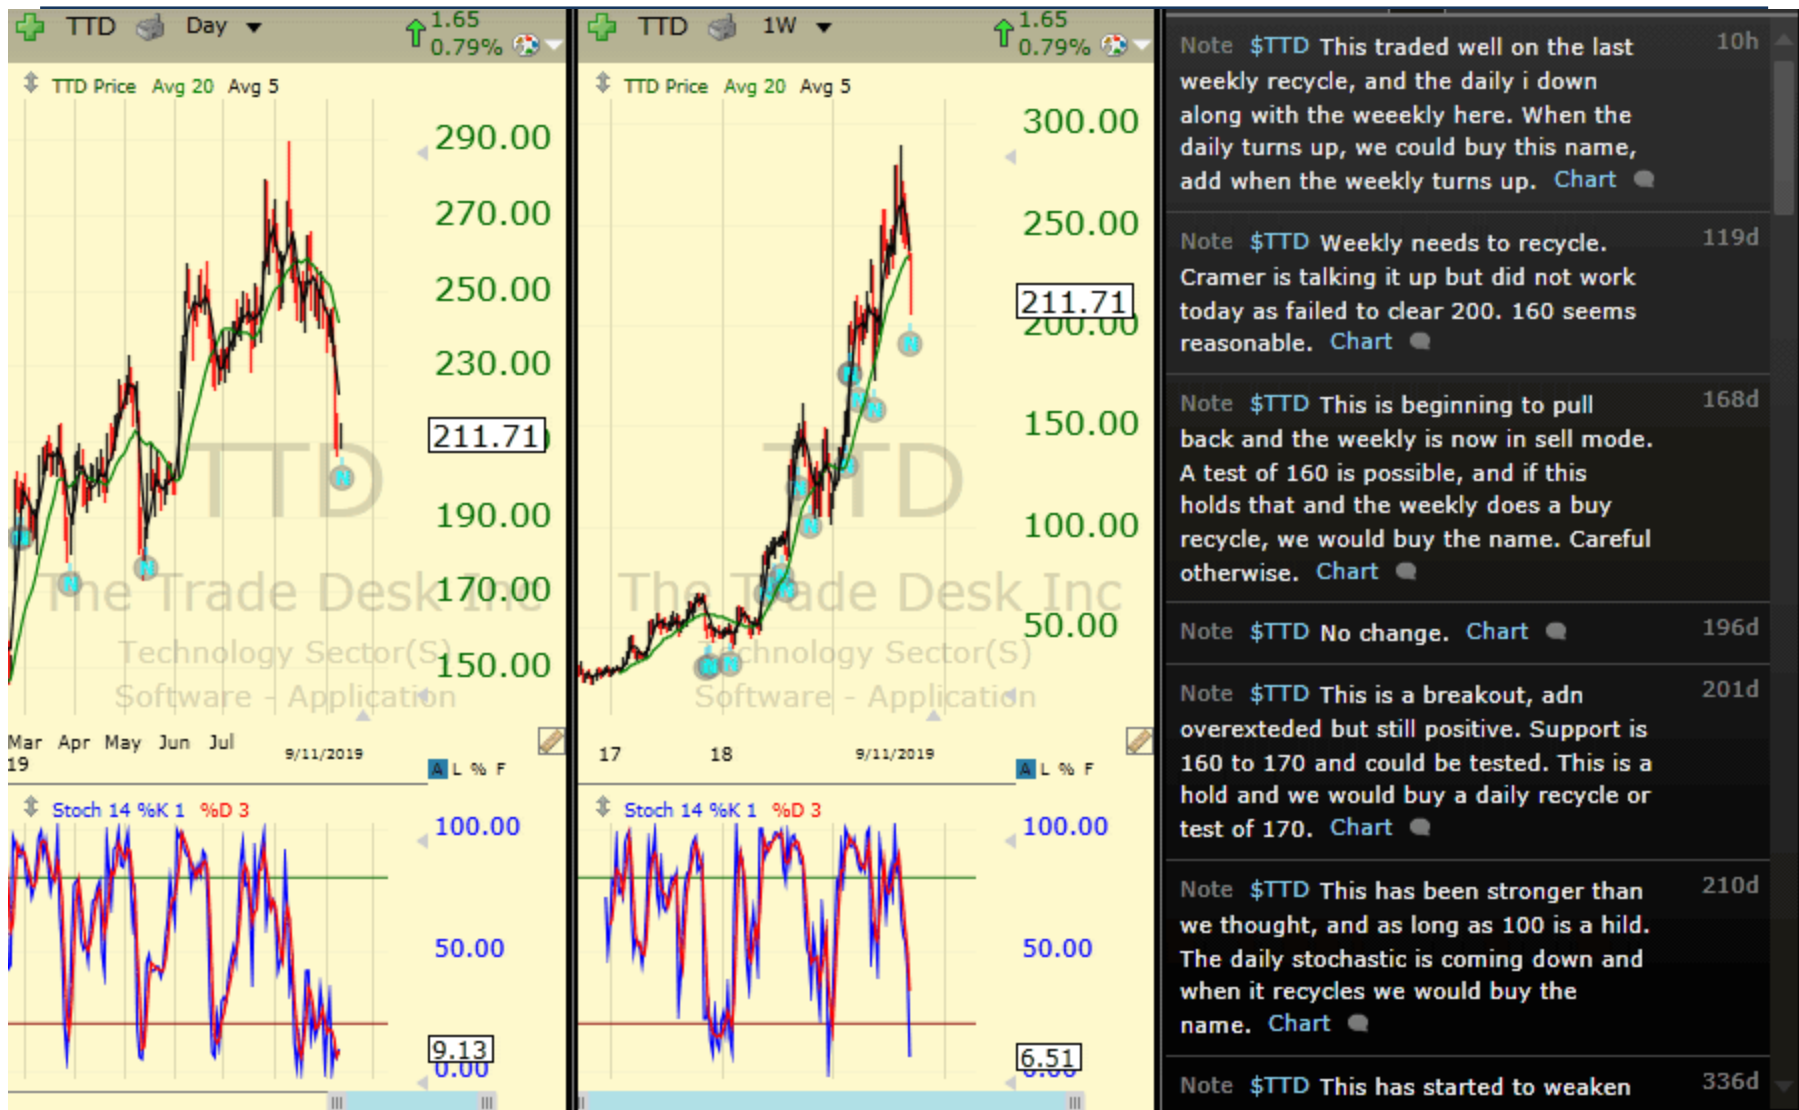 TTD Day 1.65
0.79%
TTD Price Avg 20 Avg 5
290.00
270.00
250.00
230.00
211.71
190.00
170.00
150.00
TTD
The Trade Desk Inc
Technology Sector(S)
Software - Application
N
N
N
N
Mar Apr May Jun Jul
19
9/11/2019
A L % F
Stoch 14 %K 1 %D 3
100.00
50.00
9.13
0.00
TTD 1W 1.65
0.79%
TTD Price Avg 20 Avg 5
300.00
250.00
211.71
200.00
150.00
100.00
50.00
TTD
The Trade Desk Inc
Technology Sector(S)
Software - Application
N
N
N
N
N
N
N
N
N
N
N
17 18 9/11/2019
A L % F
Stoch 14 %K 1 %D 3
100.00
50.00
6.51
0.00
Note $TTD This traded well on the last 10h
weekly recycle, and the daily i down
along with the weeekly here. When the
daily turns up, we could buy this name,
add when the weekly turns up. Chart
Note $TTD Weekly needs to recycle. 119d
Cramer is talking it up but did not work
today as failed to clear 200. 160 seems
reasonable. Chart
Note $TTD This is beginning to pull 168d
back and the weekly is now in sell mode.
A test of 160 is possible, and if this
holds that and the weekly does a buy
recycle, we would buy the name. Careful
otherwise. Chart
Note $TTD No change. Chart 196d
Note $TTD This is a breakout, adn 201d
overexteded but still positive. Support is
160 to 170 and could be tested. This is a
hold and we would buy a daily recycle or
test of 170. Chart
Note $TTD This has been stronger than 210d
we thought, and as long as 100 is a hild.
The daily stochastic is coming down and
when it recycles we would buy the
name. Chart
Note $TTD This has started to weaken 336d